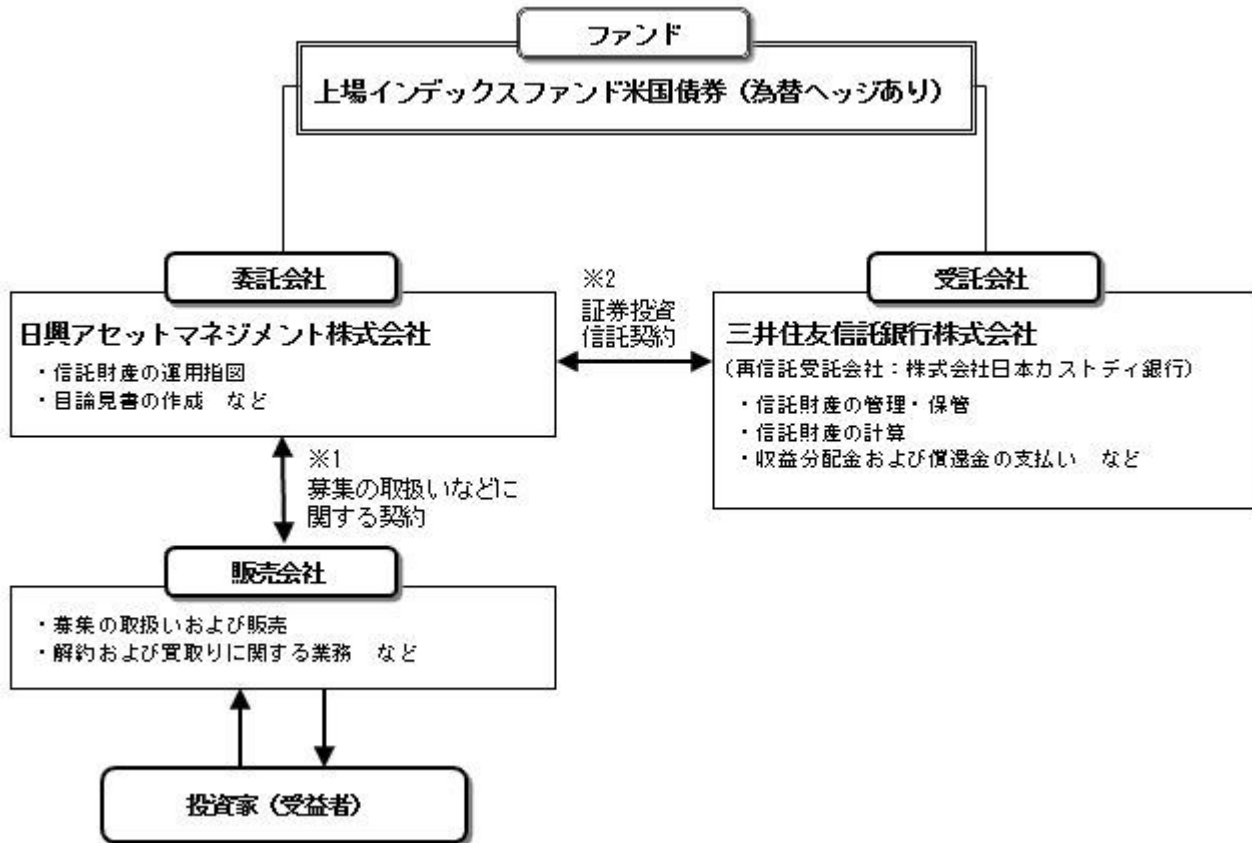 ファンド
上場インデックスファンド米国債券（為替ヘッジあり）
委託会社
日興アセットマネジメント株式会社
・信託財産の運用指図
・目論見書の作成　など
※2
証券投資
信託契約
受託会社
三井住友信託銀行株式会社
（再信託受託会社：株式会社日本カストディ銀行）
・信託財産の管理・保管
・信託財産の計算
・収益分配金および償還金の支払い　など
※1
募集の取扱いなどに
関する契約
販売会社
・募集の取扱いおよび販売
・解約および買取りに関する業務　など
投資家（受益者）